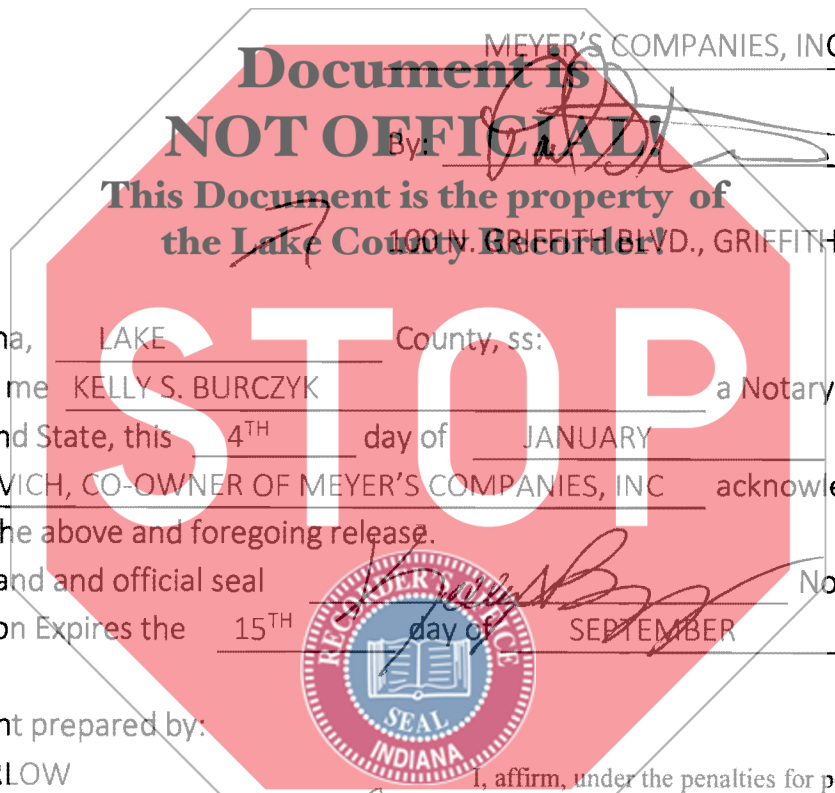 MEYER'S COMPANIES, INC
Document is
NOT OFFICIAL!
By:
This Document is the property of
the Lake County Recorder!
100 N. GRIFFITH BLVD., GRIFFITH
na, LAKE County, ss:
me KELLY S. BURCZYK a Notary
nd State, this 4TH day of JANUARY
VICH, CO-OWNER OF MEYER'S COMPANIES, INC acknowle
he above and foregoing release.
STOP
and and official seal No
on Expires the 15TH day of SEPTEMBER
RECORDER'S OFFICE
SEAL
INDIANA
nt prepared by:
LOW
I, affirm, under the penalties for p